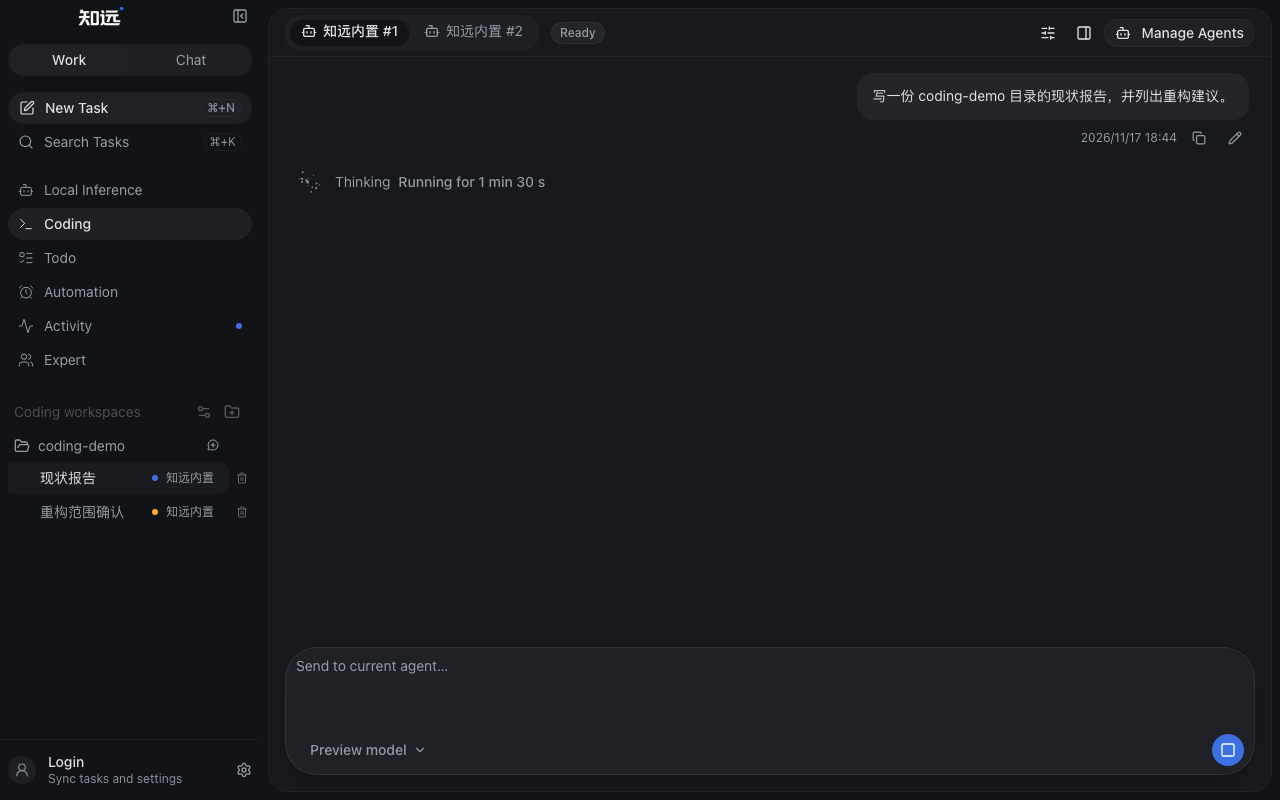 知远
Work
Chat
New Task
⌘+N
Search Tasks
⌘+K
Local Inference
Coding
Todo
Automation
Activity
Expert
Coding workspaces
coding-demo
现状报告
知远内置
重构范围确认
知远内置
Login
Sync tasks and settings
知远内置 #1
知远内置 #2
Ready
Manage Agents
写一份 coding-demo 目录的现状报告，并列出重构建议。
2026/11/17 18:44
Thinking Running for 1 min 30 s
Send to current agent...
Preview model